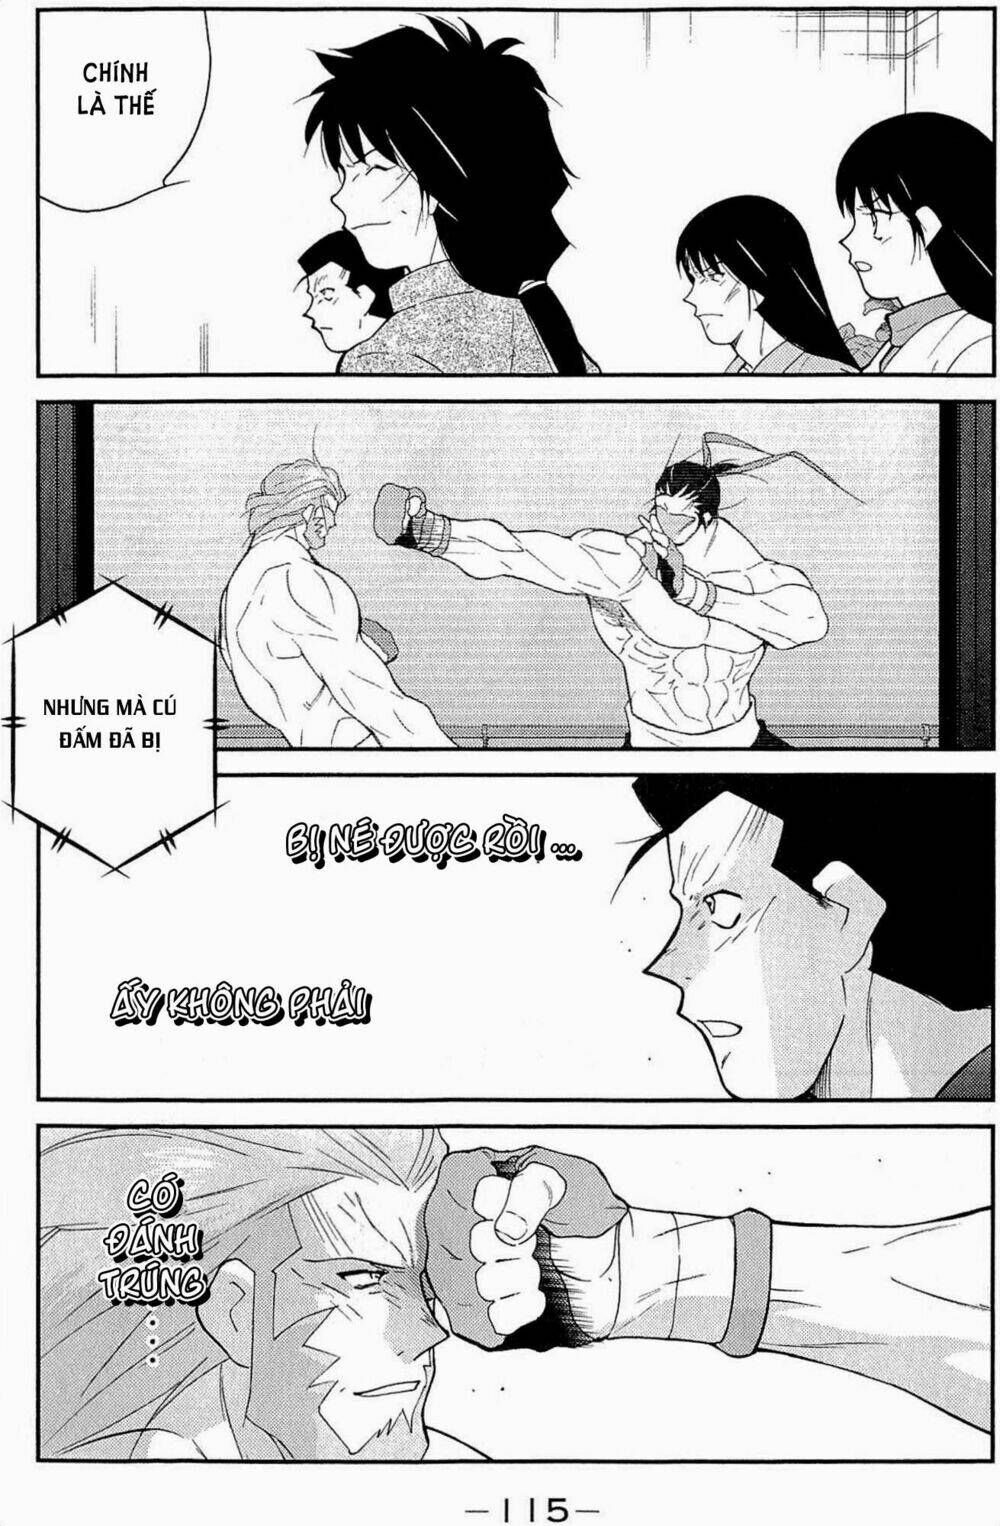 CHÍNH
LÀ THẾ
NHƯNG MÀ CÚ
ĐẤM ĐÃ BỊ
BỊ NÉ ĐƯỢC RỒI ...
ẤY KHÔNG PHẢI
CÓ
ĐÁNH
TRÚNG
......
-115-